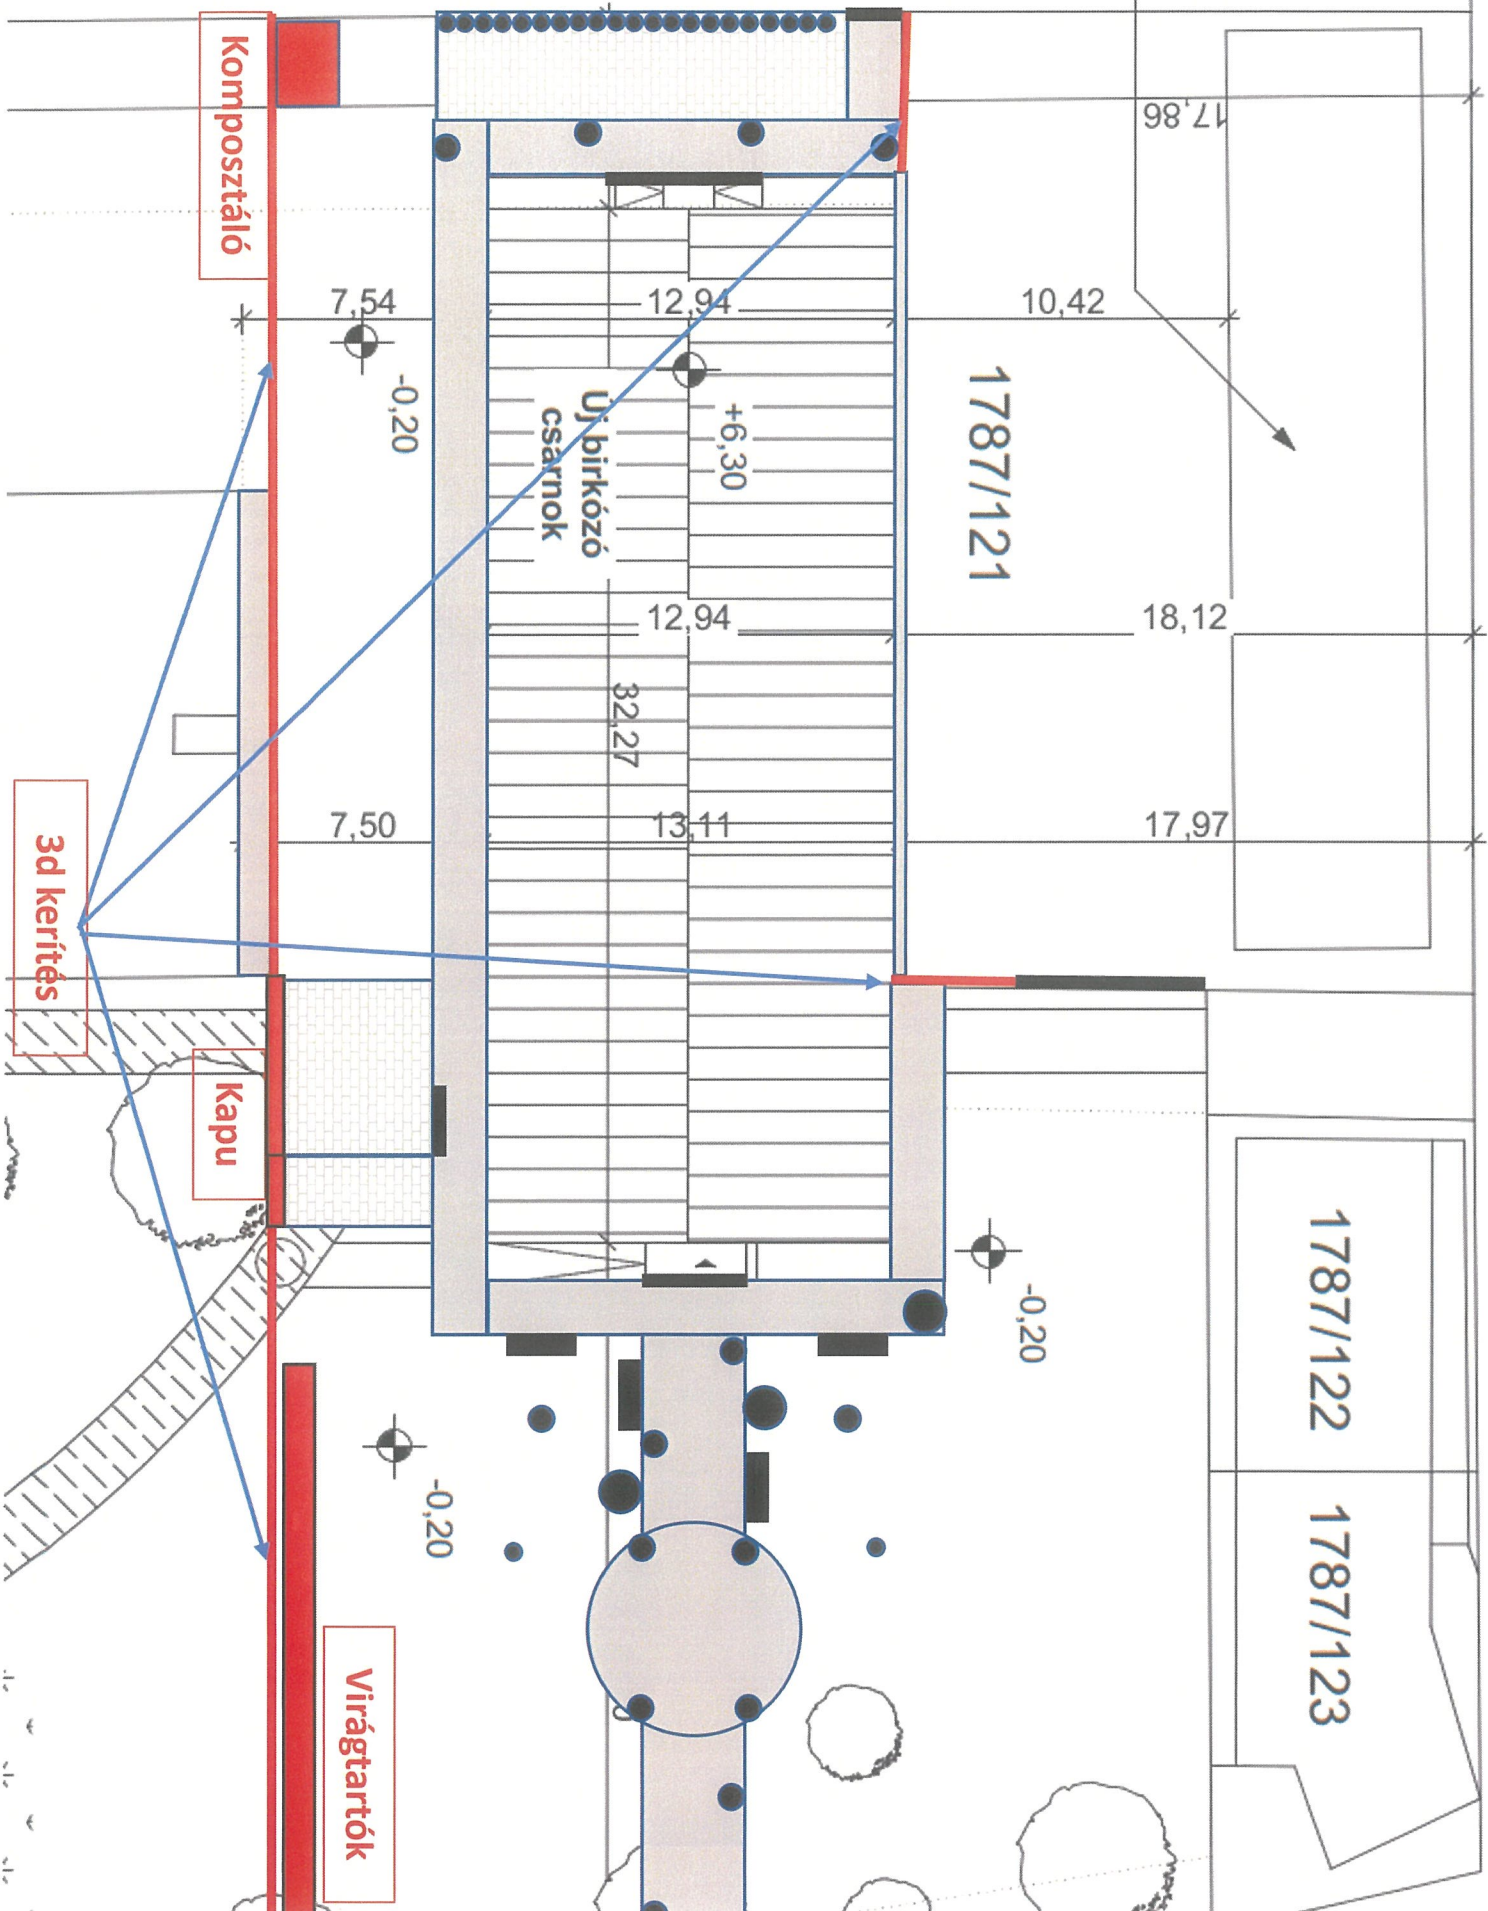 Komposztáló
17,86
7,54
12,94
10,42
-0,20
+6,30
1787/121
Új birkózó
csarnok
12,94
18,12
32,27
7,50
13,11
17,97
3d kerítés
Kapu
-0,20
1787/122
-0,20
1787/123
Virágtartók